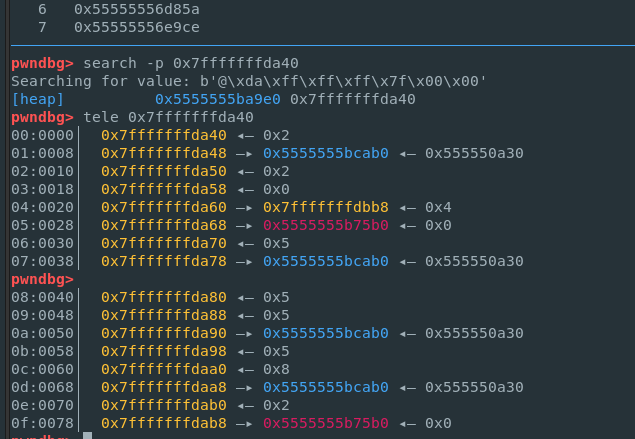 6   0x55555556d85a
7   0x55555556e9ce
pwndbg> search -p 0x7fffffffda40
Searching for value: b'@\xda\xff\xff\xff\x7f\x00\x00'
[heap]          0x5555555ba9e0 0x7fffffffda40
pwndbg> tele 0x7fffffffda40
00:0000│  0x7fffffffda40 ◂— 0x2
01:0008│  0x7fffffffda48 —▸ 0x5555555bcab0 ◂— 0x555550a30
02:0010│  0x7fffffffda50 ◂— 0x2
03:0018│  0x7fffffffda58 ◂— 0x0
04:0020│  0x7fffffffda60 —▸ 0x7fffffffdbb8 ◂— 0x4
05:0028│  0x7fffffffda68 —▸ 0x5555555b75b0 ◂— 0x0
06:0030│  0x7fffffffda70 ◂— 0x5
07:0038│  0x7fffffffda78 —▸ 0x5555555bcab0 ◂— 0x555550a30
pwndbg>
08:0040│  0x7fffffffda80 ◂— 0x5
09:0048│  0x7fffffffda88 ◂— 0x5
0a:0050│  0x7fffffffda90 —▸ 0x5555555bcab0 ◂— 0x555550a30
0b:0058│  0x7fffffffda98 ◂— 0x5
0c:0060│  0x7fffffffdaa0 ◂— 0x8
0d:0068│  0x7fffffffdaa8 —▸ 0x5555555bcab0 ◂— 0x555550a30
0e:0070│  0x7fffffffdab0 ◂— 0x2
0f:0078│  0x7fffffffdab8 —▸ 0x5555555b75b0 ◂— 0x0
pwndbg>